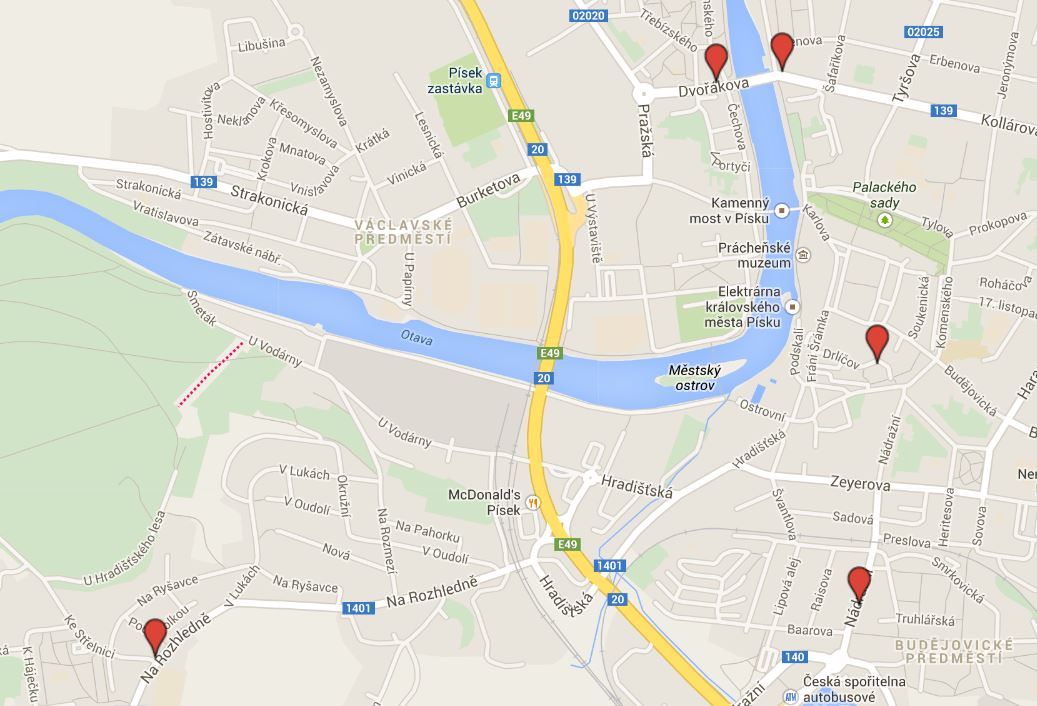 02020
Třebízského
02025
Libušina
Nezamyslova
Erbenova
Šafaříkova
Tyršova
Jeronýmova
Písek
zastávka
Dvořákova
E49
139
Kollárova
Hostivítova
Neklanova
Křesomyslova
Krátká
Lesnická
Pražská
Čechova
Portyčí
Krokova
Mnatova
Vnislavova
Vinická
20
139
Burketova
139
Strakonická
Strakonická
Vratislavova
Zátavské nábř.
VÁCLAVSKÉ
PŘEDMĚSTÍ
U Výstaviště
Kamenný
most v Písku
Karlova
Palackého
sady
Tylova
Prokopova
Prácheňské
muzeum
U Papírny
Roháčova
17. listopadu
Soukenická
Komenského
Elektrárna
královského
města Písku
Smeták
U Vodárny
Otava
E49
20
Městský
ostrov
Podskalí
Fráni Šrámka
Drlíčov
Budějovická
Ostrovní
Nádražní
U Vodárny
Hradišťská
Hradišťská
Zeyerova
V Lukách
V Oudolí
Okružní
Na Rozmezí
McDonald's
Písek
Na Pahorku
V Oudolí
Švantlova
Sadová
Heritesova
Sovova
Preslova
Smrkovická
U Hradišťského lesa
Nová
E49
1401
20
Na Ryšavce
V Lukách
Na Ryšavce
1401
Na Rozhledně
Hradišťská
Lipová alej
Raisova
Truhlářská
Baarova
Ke Střelnici
K Háječku
Na Rozhledně
BUDĚJOVICKÉ
PŘEDMĚSTÍ
140
Česká spořitelna
autobusové
ATM